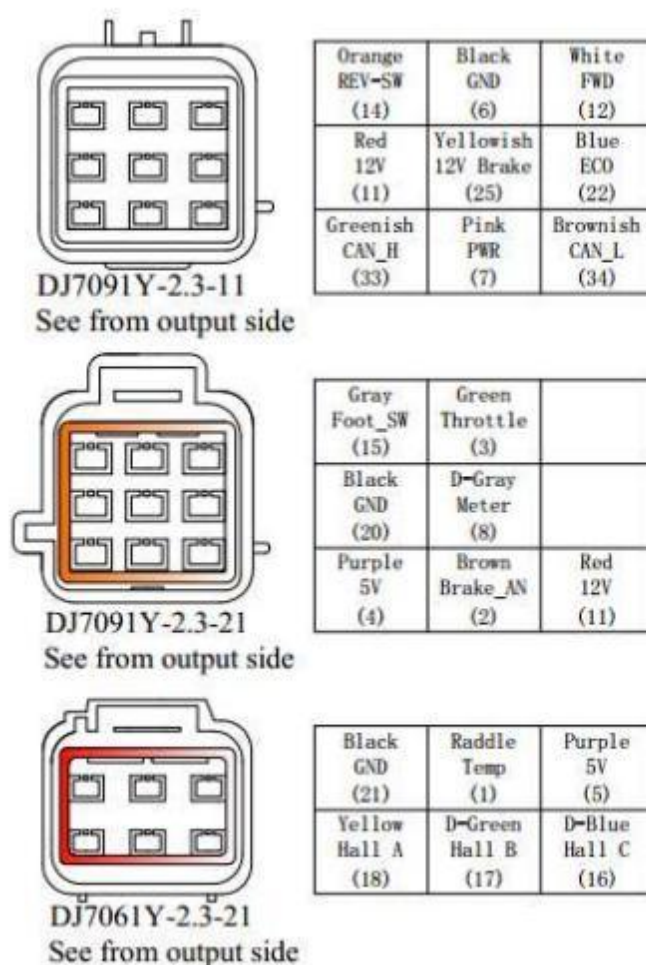 Orange Black White
REV-SW GND FWD
(14) (6) (12)
Red Yellowish Blue
12V 12V Brake ECO
(11) (25) (22)
Greenish Pink Brownish
CAN_H PWR CAN_L
(33) (7) (34)
DJ7091Y-2.3-11
See from output side
Gray Green
Foot_SW Throttle
(15) (3)
Black D-Gray
GND Meter
(20) (8)
Purple Brown Red
5V Brake_AN 12V
(4) (2) (11)
DJ7091Y-2.3-21
See from output side
Black Raddle Purple
GND Temp 5V
(21) (1) (5)
Yellow D-Green D-Blue
Hall A Hall B Hall C
(18) (17) (16)
DJ7061Y-2.3-21
See from output side